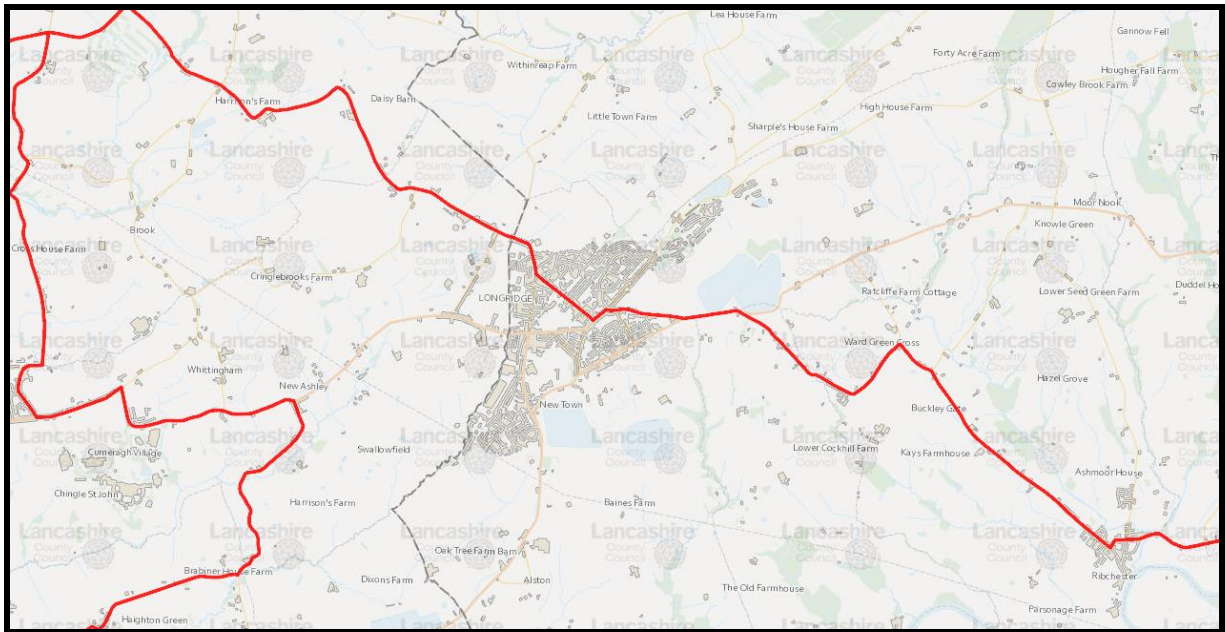 Lea House Farm
Gannow Fell
Withinreap Farm
Forty Acre Farm
Hougher Fall Farm
Cowley Brook Farm
Harrison's Farm
Daisy Barn
Little Town Farm
High House Farm
Sharple's House Farm
Moor Nook
Knowle Green
Brook
Cross House Farm
Cringlebrooks Farm
LONGRIDGE
Ratcliffe Farm Cottage
Lower Seed Green Farm
Duddel Ho
Ward Green Cross
Whittingham
New Ashley
Hazel Grove
New Town
Buckley Gate
Swallowfield
Lower Cockhill Farm
Kays Farmhouse
Cumeragh Village
Ashmoor House
Chingle St John
Harrison's Farm
Baines Farm
Oak Tree Farm Barn
Brabiner House Farm
Dixons Farm
Alston
The Old Farmhouse
Ribchester
Haighton Green
Parsonage Farm
Lancashire
County
Council